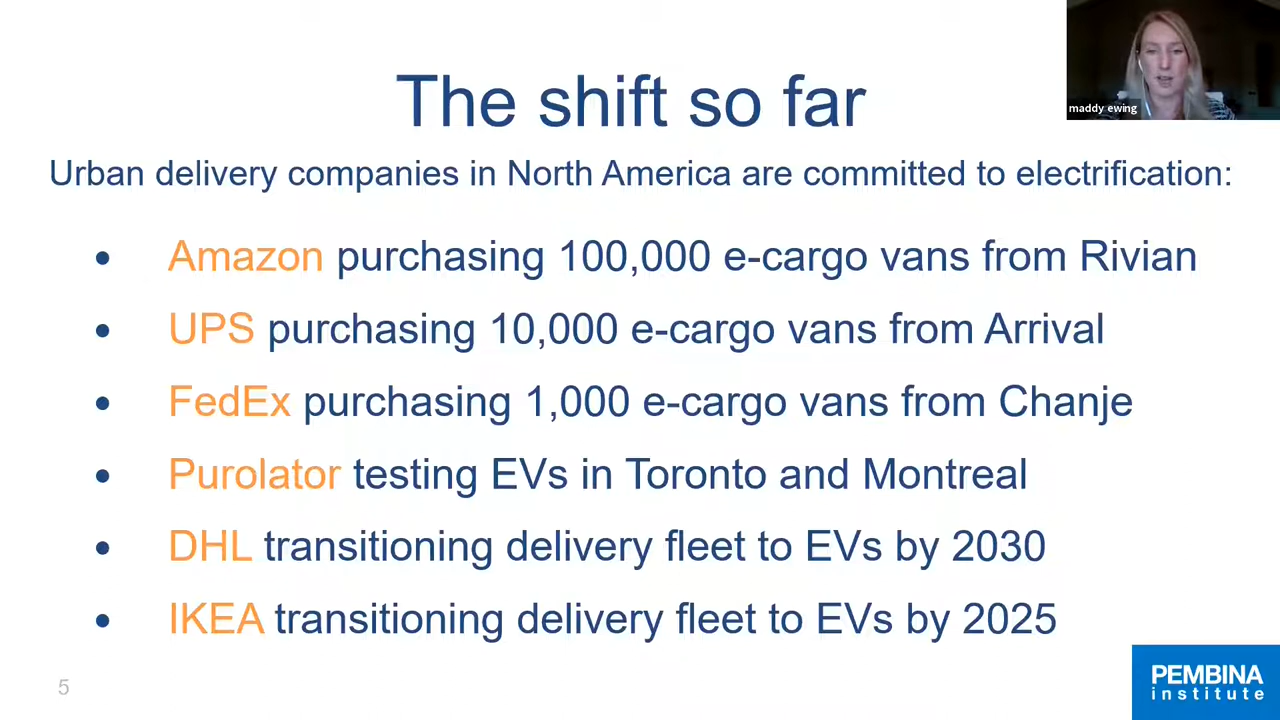 The shift so far
maddy ewing
Urban delivery companies in North America are committed to electrification:
• Amazon purchasing 100,000 e-cargo vans from Rivian
• UPS purchasing 10,000 e-cargo vans from Arrival
• FedEx purchasing 1,000 e-cargo vans from Chanje
• Purolator testing EVs in Toronto and Montreal
• DHL transitioning delivery fleet to EVs by 2030
• IKEA transitioning delivery fleet to EVs by 2025
5
PEMBINA
institute